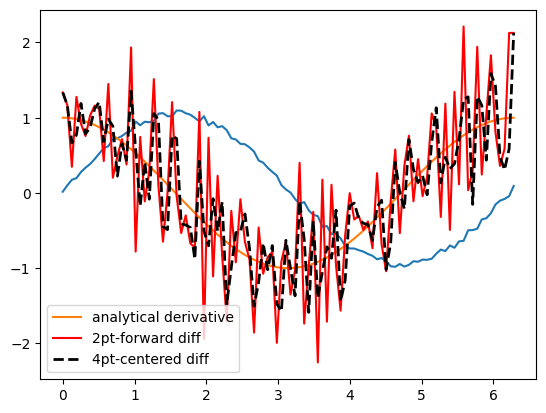 2
1
0
−1
−2
analytical derivative
2pt-forward diff
4pt-centered diff
0 1 2 3 4 5 6